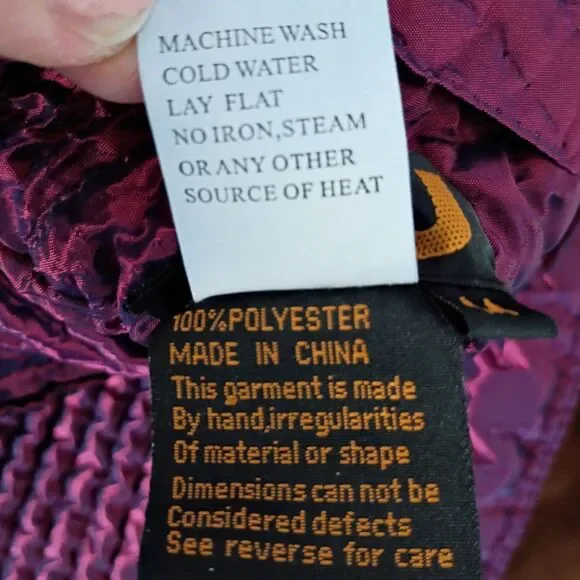 MACHINE WASH
COLD WATER
LAY FLAT
NO IRON,STEAM
OR ANY OTHER
SOURCE OF HEAT
100%POLYESTER
MADE IN CHINA
This garment is made
By hand,irregularities
Of material or shape
Dimensions can not be
Considered defects
See reverse for care